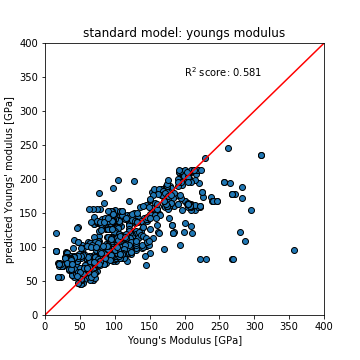 standard model: youngs modulus
400
350
300
250
200
150
100
50
0
R² score: 0.581
predicted Youngs' modulus [GPa]
0 50 100 150 200 250 300 350 400
Young's Modulus [GPa]